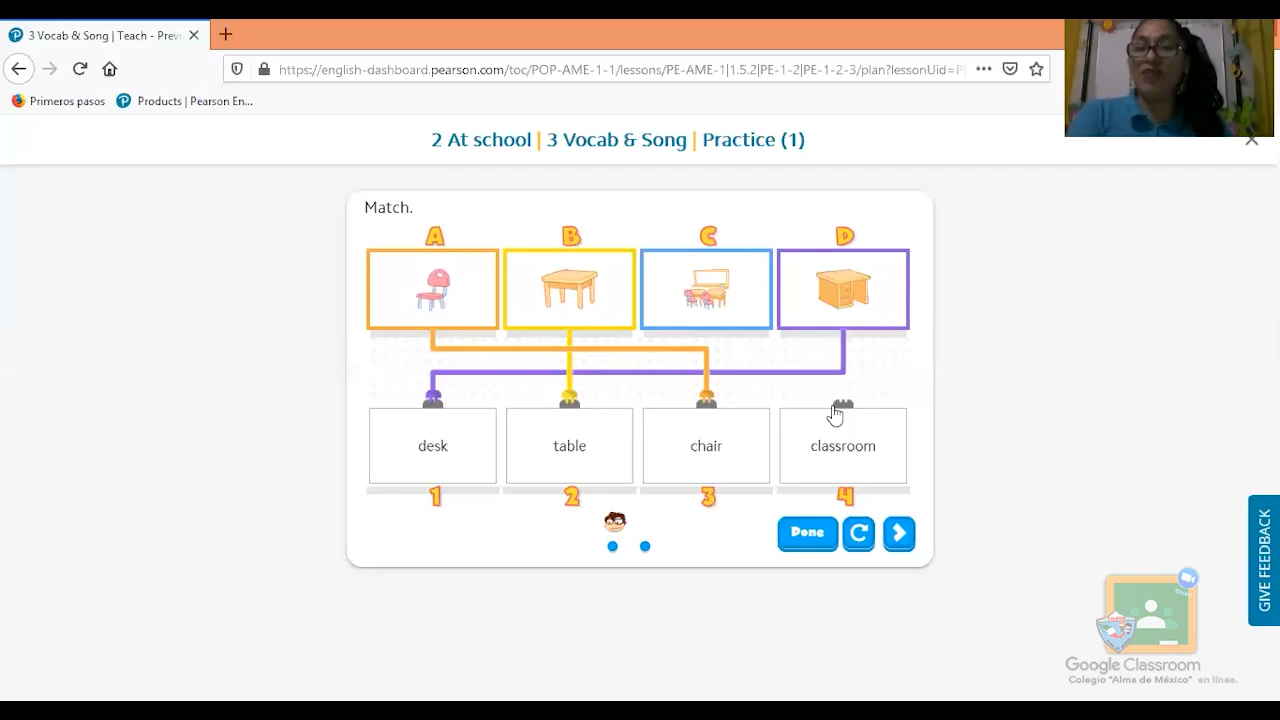 3 Vocab & Song | Teach - Previ
https://english-dashboard.pearson.com/toc/POP-AME-1-1/lessons/PE-AME-1|1.5.2|PE-1-2|PE-1-2-3/plan?lessonUid=P
Primeros pasos
Products | Pearson En...
2 At school | 3 Vocab & Song | Practice (1)
Match.
A B C D
desk table chair classroom
1 2 3 4
Done
GIVE FEEDBACK
zoom
Google Classroom
Colegio "Alma de México" en línea.